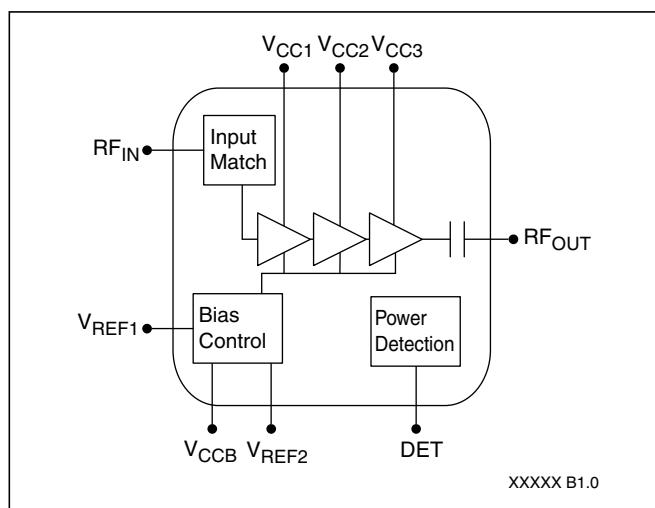 VCC1 VCC2 VCC3
RFIN
Input
Match
RFOUT
VREF1
Bias
Control
Power
Detection
VCCB VREF2
DET
XXXXX B1.0